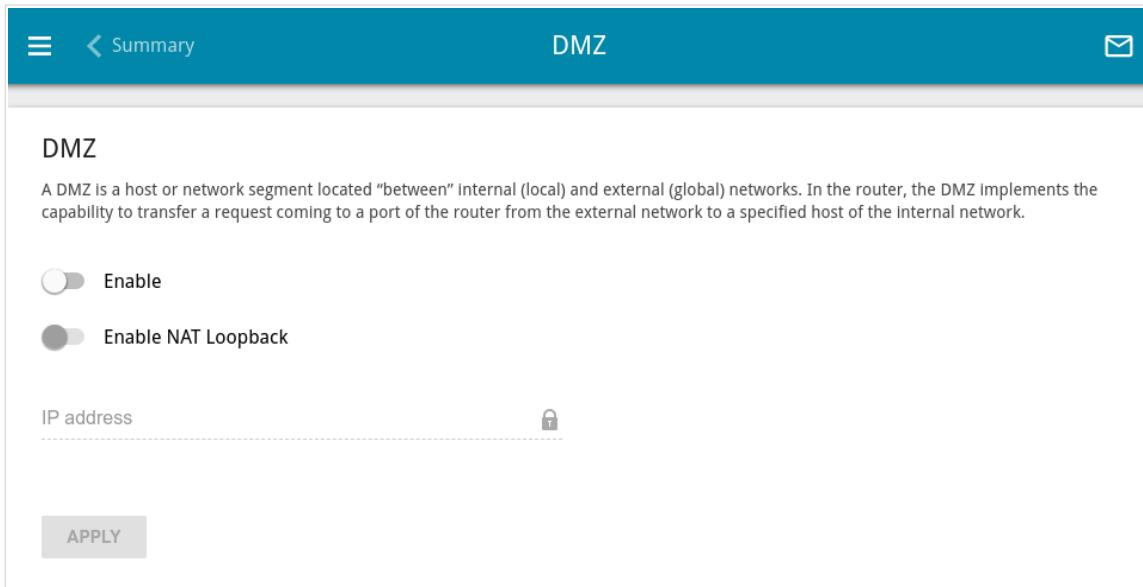 Summary
DMZ
DMZ
A DMZ is a host or network segment located “between” internal (local) and external (global) networks. In the router, the DMZ implements the
capability to transfer a request coming to a port of the router from the external network to a specified host of the internal network.
Enable
Enable NAT Loopback
IP address
APPLY